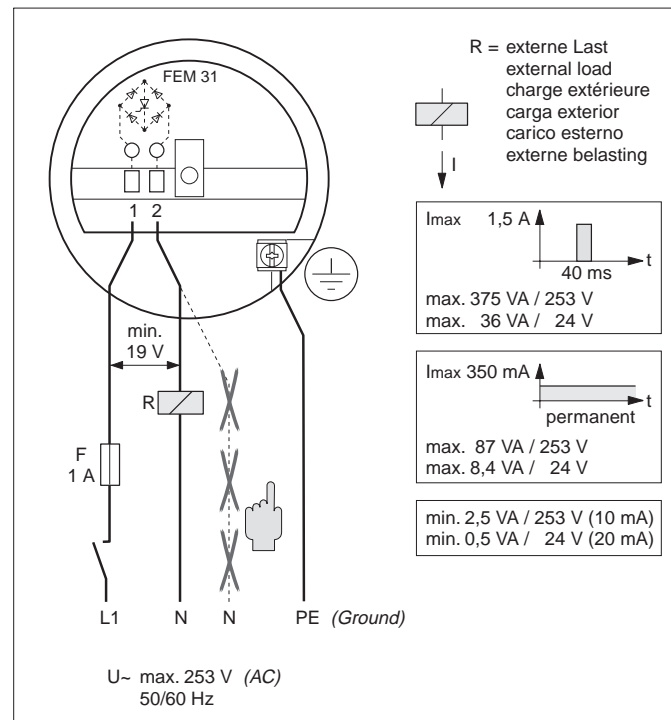 FEM 31
1 2
min.
19 V
R
F
1 A
L1 N N PE (Ground)
U~ max. 253 V (AC)
50/60 Hz
R = externe Last
external load
charge extérieure
carga exterior
carico esterno
externe belasting
I
Imax 1,5 A
t
40 ms
max. 375 VA / 253 V
max. 36 VA / 24 V
Imax 350 mA
t
permanent
max. 87 VA / 253 V
max. 8,4 VA / 24 V
min. 2,5 VA / 253 V (10 mA)
min. 0,5 VA / 24 V (20 mA)